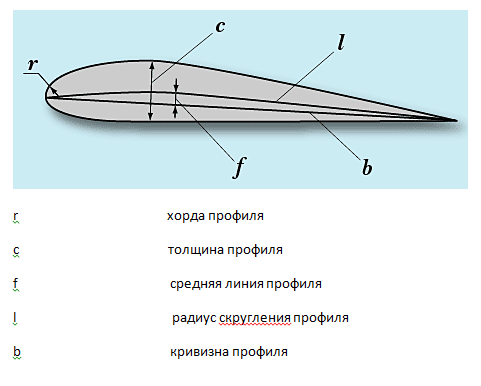 c
l
r
f
b
r хорда профиля
c толщина профиля
f средняя линия профиля
l радиус скругления профиля
b кривизна профиля